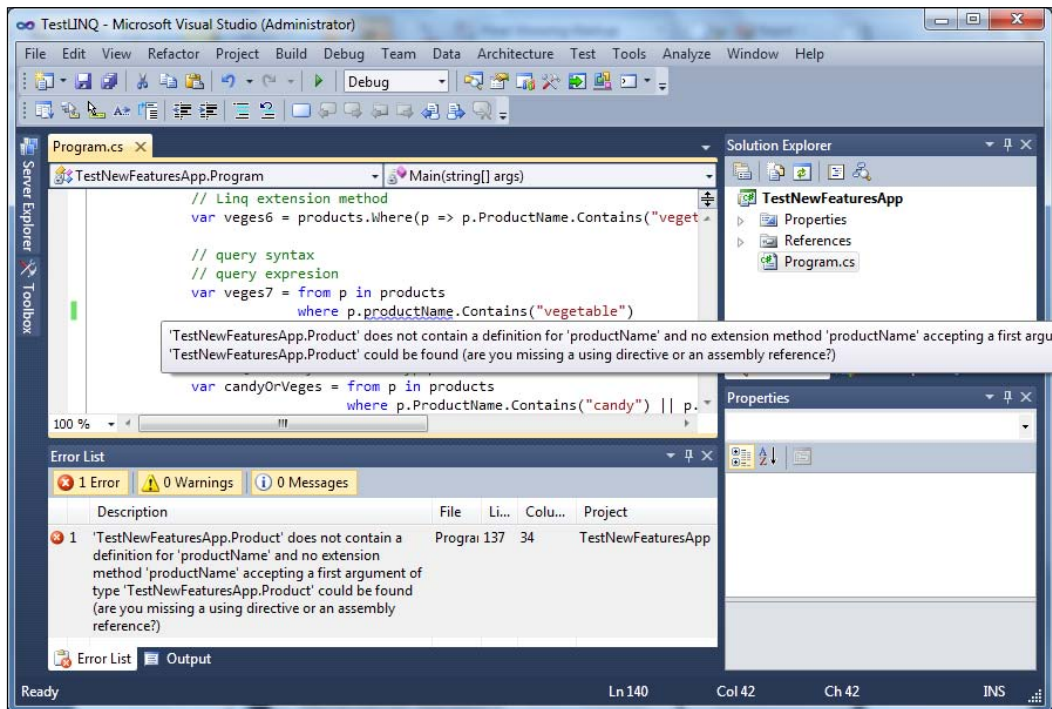 TestLINQ - Microsoft Visual Studio (Administrator)
File Edit View Refactor Project Build Debug Team Data Architecture Test Tools Analyze Window Help
Debug
Server Explorer
Toolbox
Program.cs
TestNewFeaturesApp.Program
Main(string[] args)
// Linq extension method
var veges6 = products.Where(p => p.ProductName.Contains("veget
// query syntax
// query expresion
var veges7 = from p in products
where p.productName.Contains("vegetable")
'TestNewFeaturesApp.Product' does not contain a definition for 'productName' and no extension method 'productName' accepting a first argu
'TestNewFeaturesApp.Product' could be found (are you missing a using directive or an assembly reference?)
var candyOrVeges = from p in products
where p.ProductName.Contains("candy") || p.
100 %
Solution Explorer
TestNewFeaturesApp
Properties
References
Program.cs
Properties
Error List
1 Error 0 Warnings 0 Messages
Description File Li... Colu... Project
1 'TestNewFeaturesApp.Product' does not contain a Progra 137 34 TestNewFeaturesApp
definition for 'productName' and no extension
method 'productName' accepting a first argument of
type 'TestNewFeaturesApp.Product' could be found
(are you missing a using directive or an assembly
reference?)
Error List Output
Ready Ln 140 Col 42 Ch 42 INS